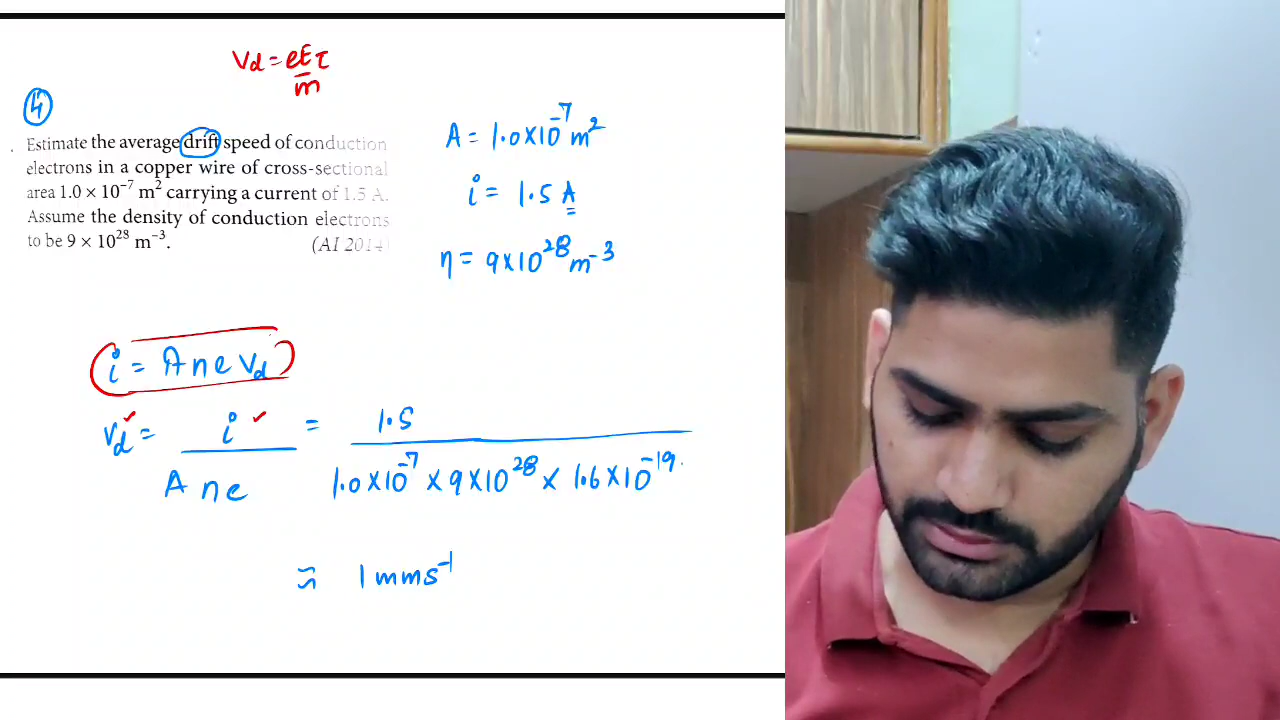 Vd = eEτ
m
4
Estimate the average drift speed of conduction
electrons in a copper wire of cross-sectional
area 1.0 × 10⁻⁷ m² carrying a current of 1.5 A.
Assume the density of conduction electrons
to be 9 × 10²⁸ m⁻³. (AI 2014)
A = 1.0×10⁻⁷ m²
i = 1.5 A
η = 9×10²⁸ m⁻³
i = A n e Vd
Vd = i = 1.5
A n e 1.0×10⁻⁷ × 9×10²⁸ × 1.6×10⁻¹⁹
≈ 1 mms⁻¹